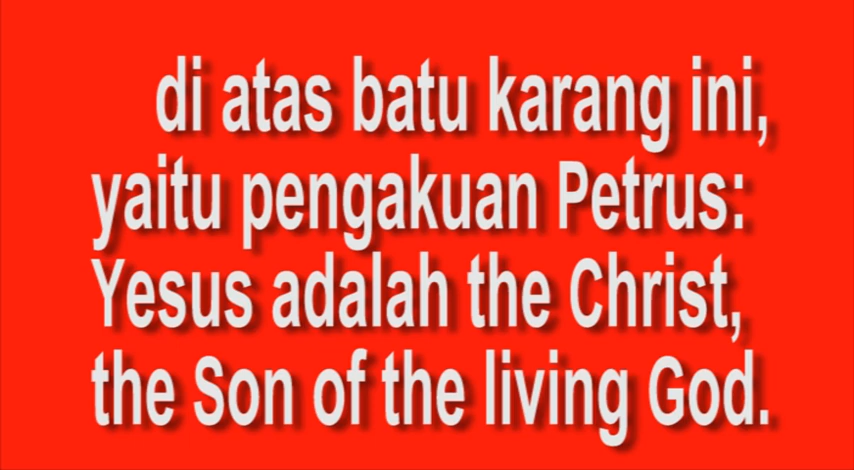 di atas batu karang ini,
yaitu pengakuan Petrus:
Yesus adalah the Christ,
the Son of the living God.